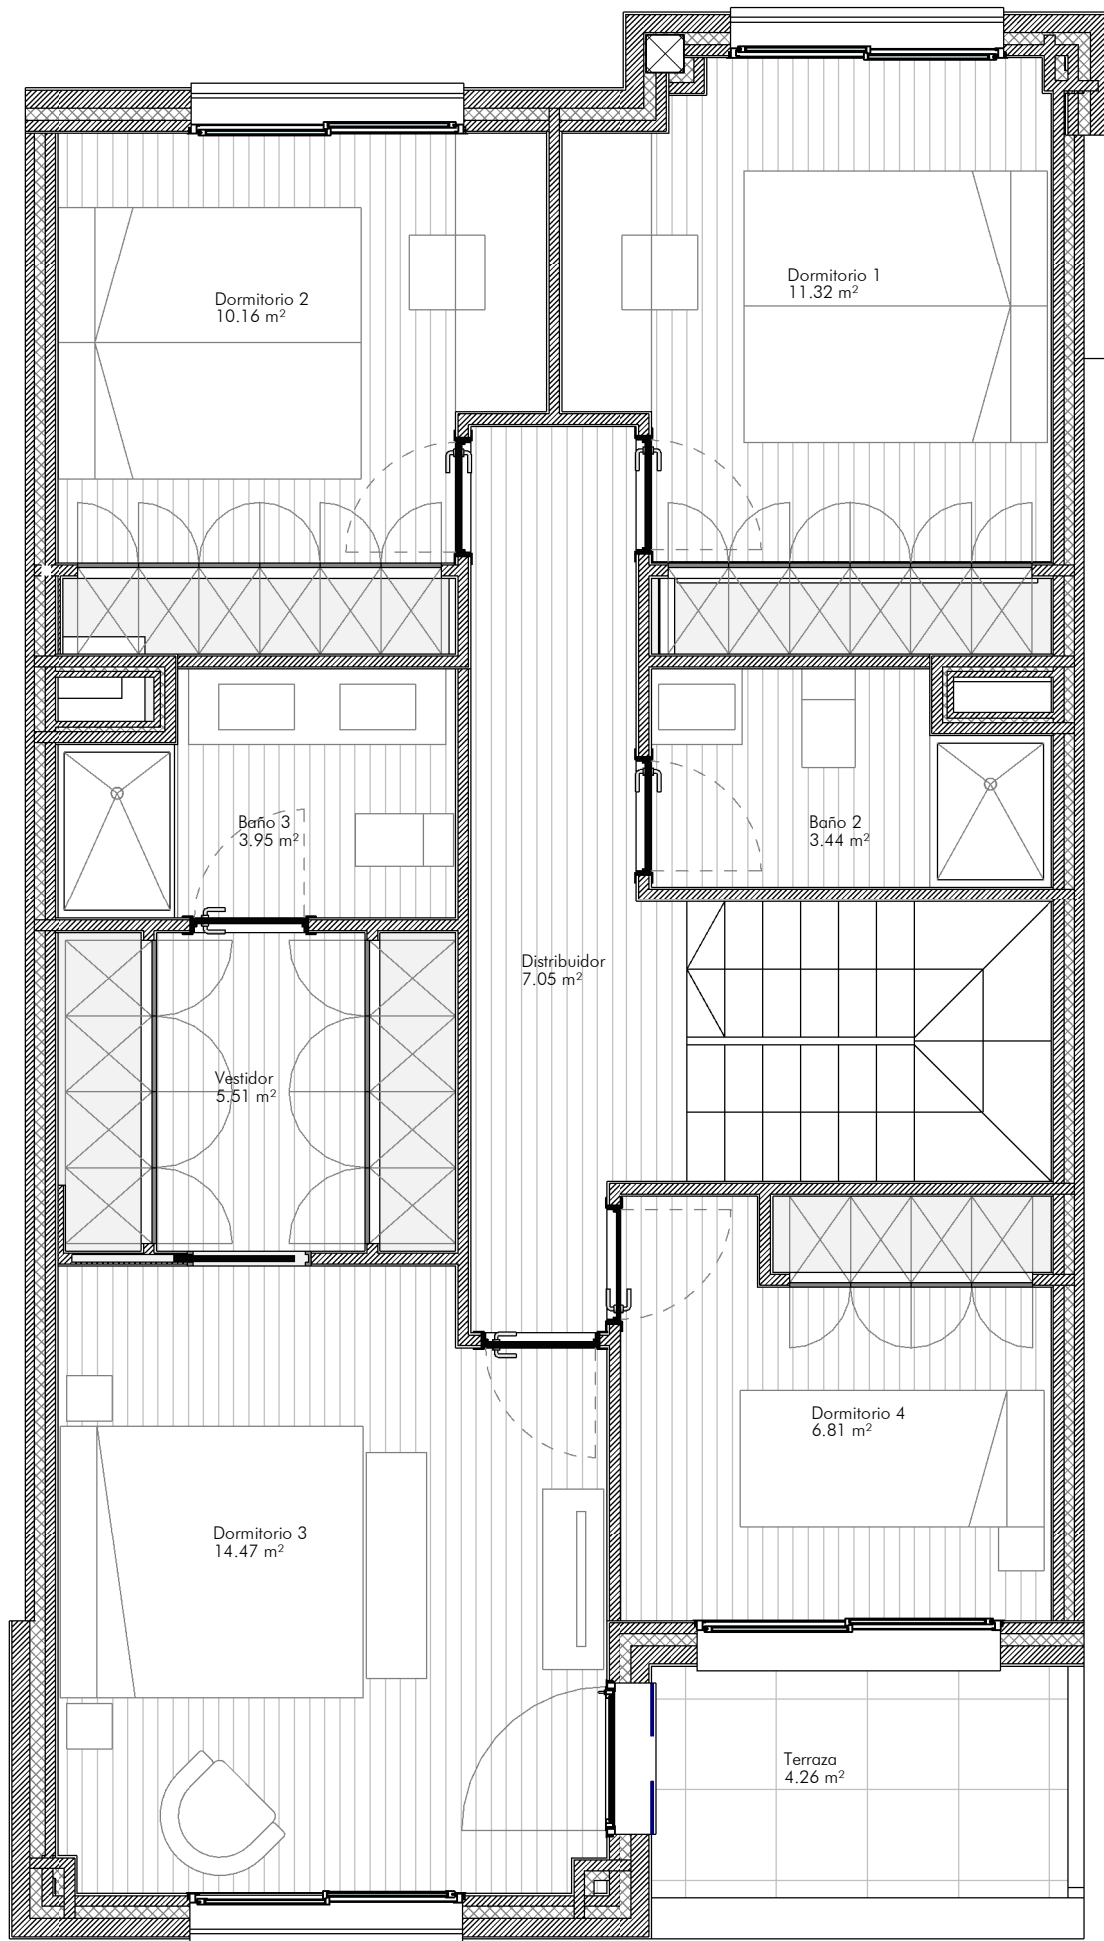 Dormitorio 1
11.32 m²
Dormitorio 2
10.16 m²
Baño 3
3.95 m²
Baño 2
3.44 m²
Distribuidor
7.05 m²
Vestidor
5.51 m²
Dormitorio 4
6.81 m²
Dormitorio 3
14.47 m²
Terraza
4.26 m²